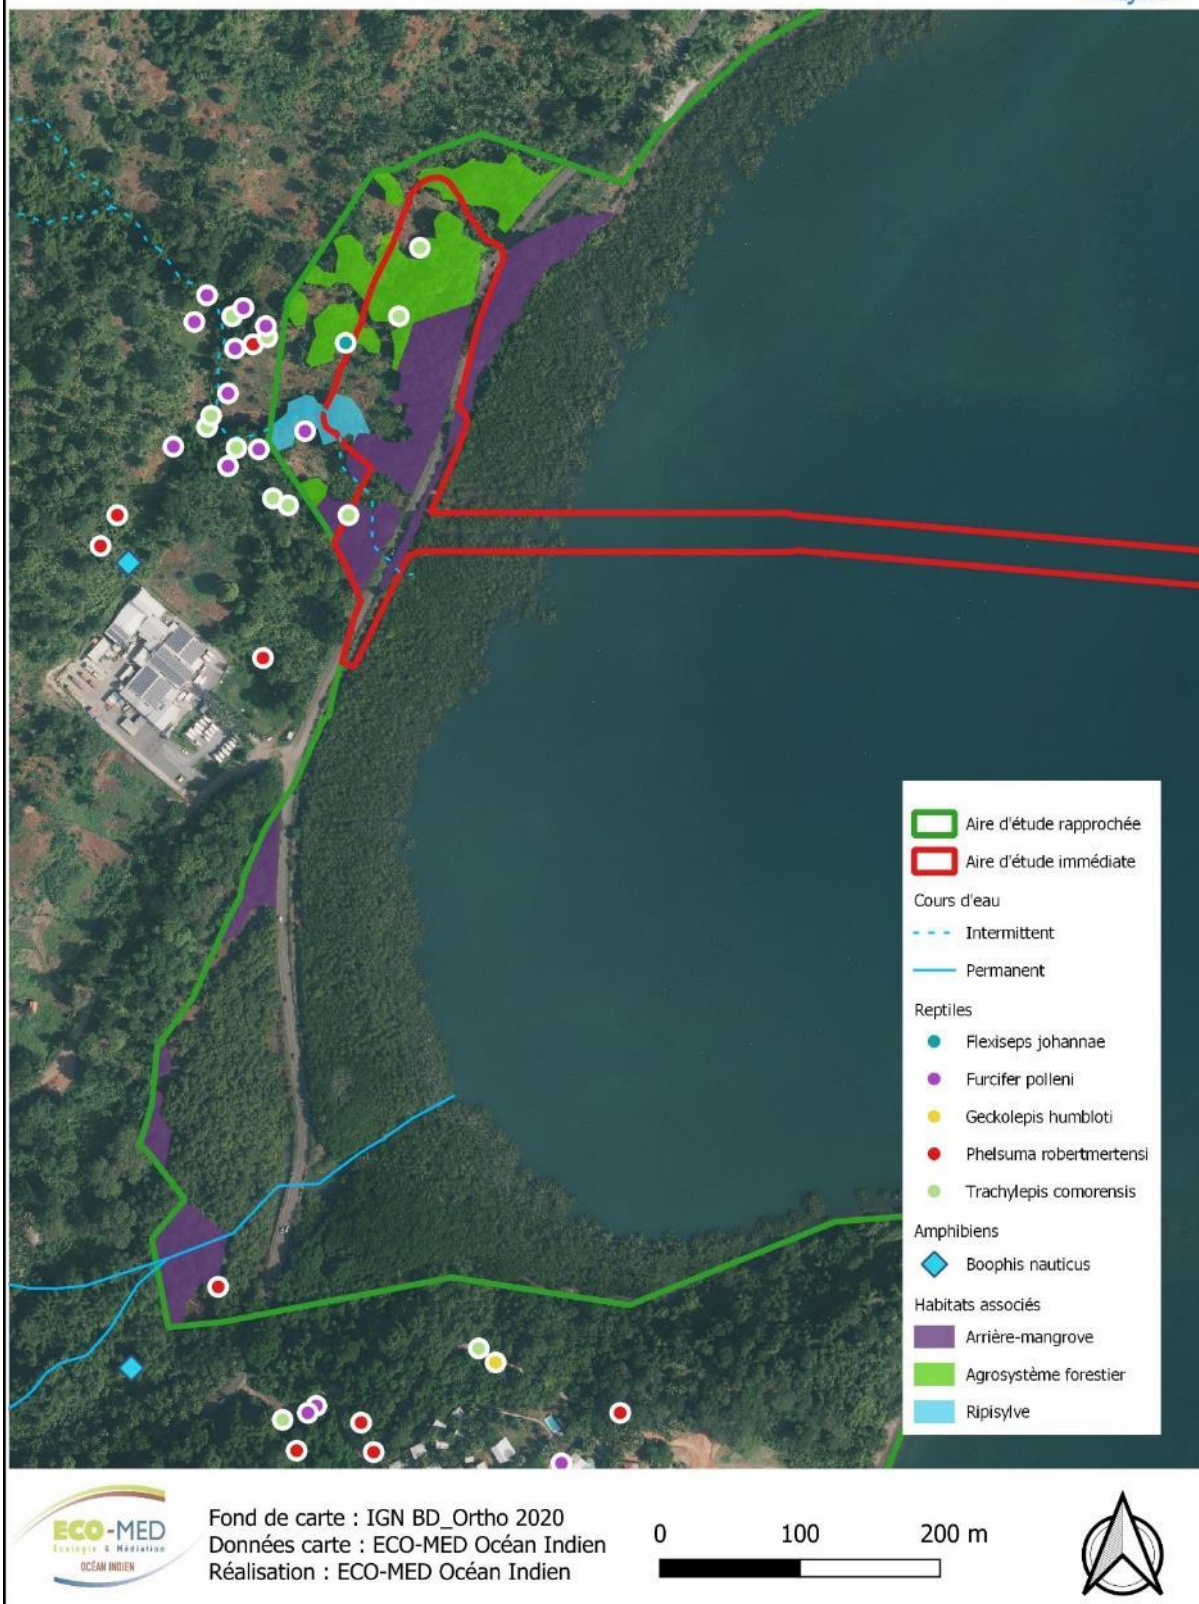 Aire d'étude rapprochée
Aire d'étude immédiate
Cours d'eau
Intermittent
Permanent
Reptiles
Flexiseps johannae
Furcifer polleni
Geckolepis humbloti
Phelsuma robertmertensi
Trachylepis comorensis
Amphibiens
Boophis nauticus
Habitats associés
Arrière-mangrove
Agrosystème forestier
Ripisylve
ECO-MED
Ecologie & Médiation
OCÉAN INDIEN
Fond de carte : IGN BD_Ortho 2020
Données carte : ECO-MED Océan Indien
Réalisation : ECO-MED Océan Indien
0 100 200 m